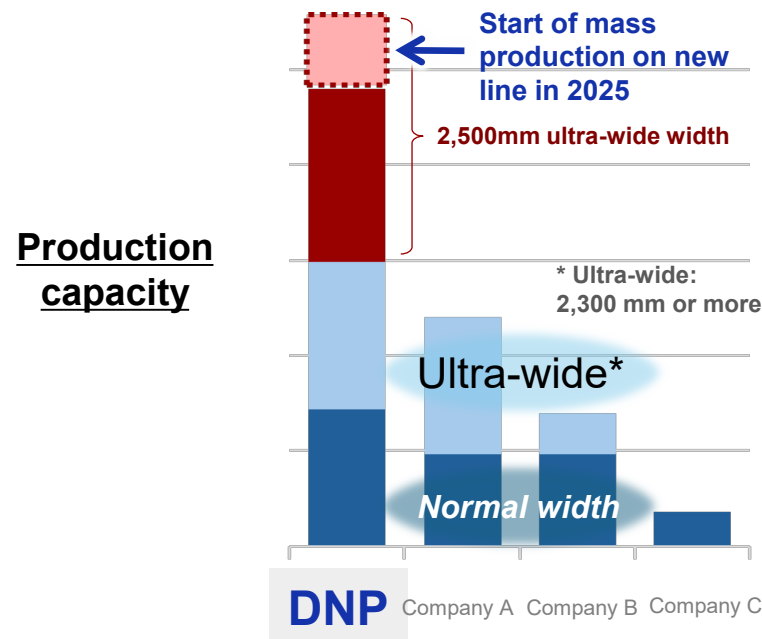 Start of mass
production on new
line in 2025
2,500mm ultra-wide width
Production
capacity
* Ultra-wide:
2,300 mm or more
Ultra-wide*
Normal width
DNP
Company A
Company B
Company C